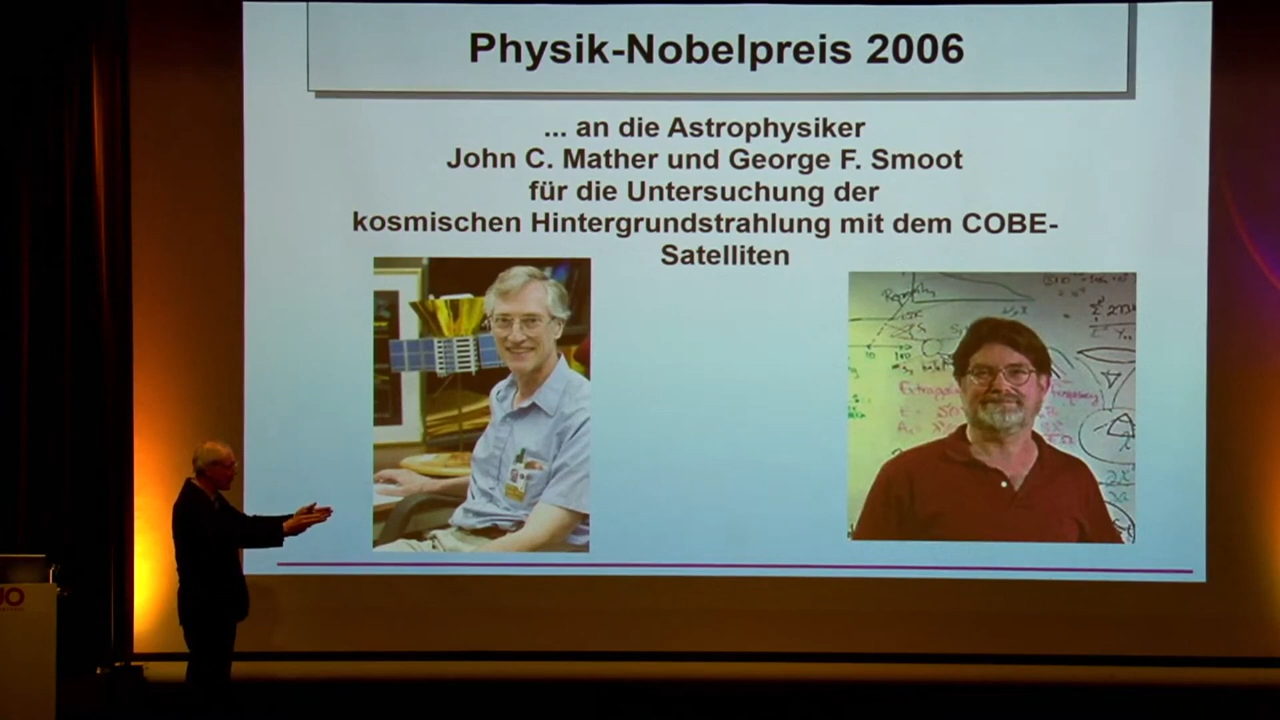 Physik-Nobelpreis 2006
... an die Astrophysiker
John C. Mather und George F. Smoot
für die Untersuchung der
kosmischen Hintergrundstrahlung mit dem COBE-
Satelliten